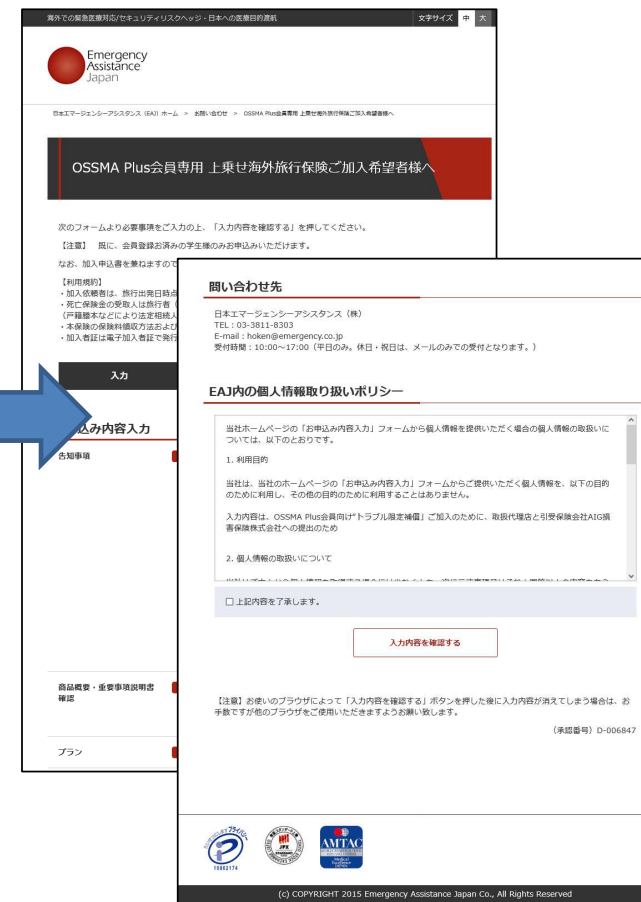 海外での緊急医療対応/セキュリティリスクヘッジ・日本への医療目的渡航
文字サイズ 中 大
Emergency
Assistance
Japan
日本エマージェンシーアシスタンス (EAJ) ホーム > お問い合わせ > OSSMA Plus会員専用 上乗せ海外旅行保険ご加入希望者様へ
OSSMA Plus会員専用 上乗せ海外旅行保険ご加入希望者様へ
次のフォームより必要事項をご入力の上、「入力内容を確認する」を押してください。
【注意】 既に、会員登録お済みの学生様のみお申込みいただけます。
なお、加入申込書を兼ねますので
【利用規約】
・加入依頼者は、旅行出発日時点
・死亡保険金の受取人は旅行者（
（戸籍謄本などにより法定相続人
・本保険の保険料領収方法および
・加入者証は電子加入者証で発行
入力
込み内容入力
告知事項
商品概要・重要事項説明書
確認
プラン
問い合わせ先
日本エマージェンシーアシスタンス（株）
TEL：03-3811-8303
E-mail：hoken@emergency.co.jp
受付時間：10:00～17:00（平日のみ。休日・祝日は、メールのみでの受付となります。）
EAJ内の個人情報取り扱いポリシー
当社ホームページの「お申込み内容入力」フォームから個人情報を提供いただく場合の個人情報の取扱いに
ついては、以下のとおりです。
1. 利用目的
当社は、当社のホームページの「お申込み内容入力」フォームからご提供いただく個人情報を、以下の目的
のために利用し、その他の目的のために利用することはありません。
入力内容は、OSSMA Plus会員向け"トラブル限定補償」ご加入のために、取扱代理店と引受保険会社AIG損
害保険株式会社への提出のため
2. 個人情報の取扱いについて
上記内容を了承します。
入力内容を確認する
【注意】お使いのブラウザによって「入力内容を確認する」ボタンを押した後に入力内容が消えてしまう場合は、お
手数ですが他のブラウザをご使用いただきますようお願い致します。
（承認番号）D-006847
10862174
JPX
AMTAC
Medical
Excellence
JAPAN
(c) COPYRIGHT 2015 Emergency Assistance Japan Co., All Rights Reserved